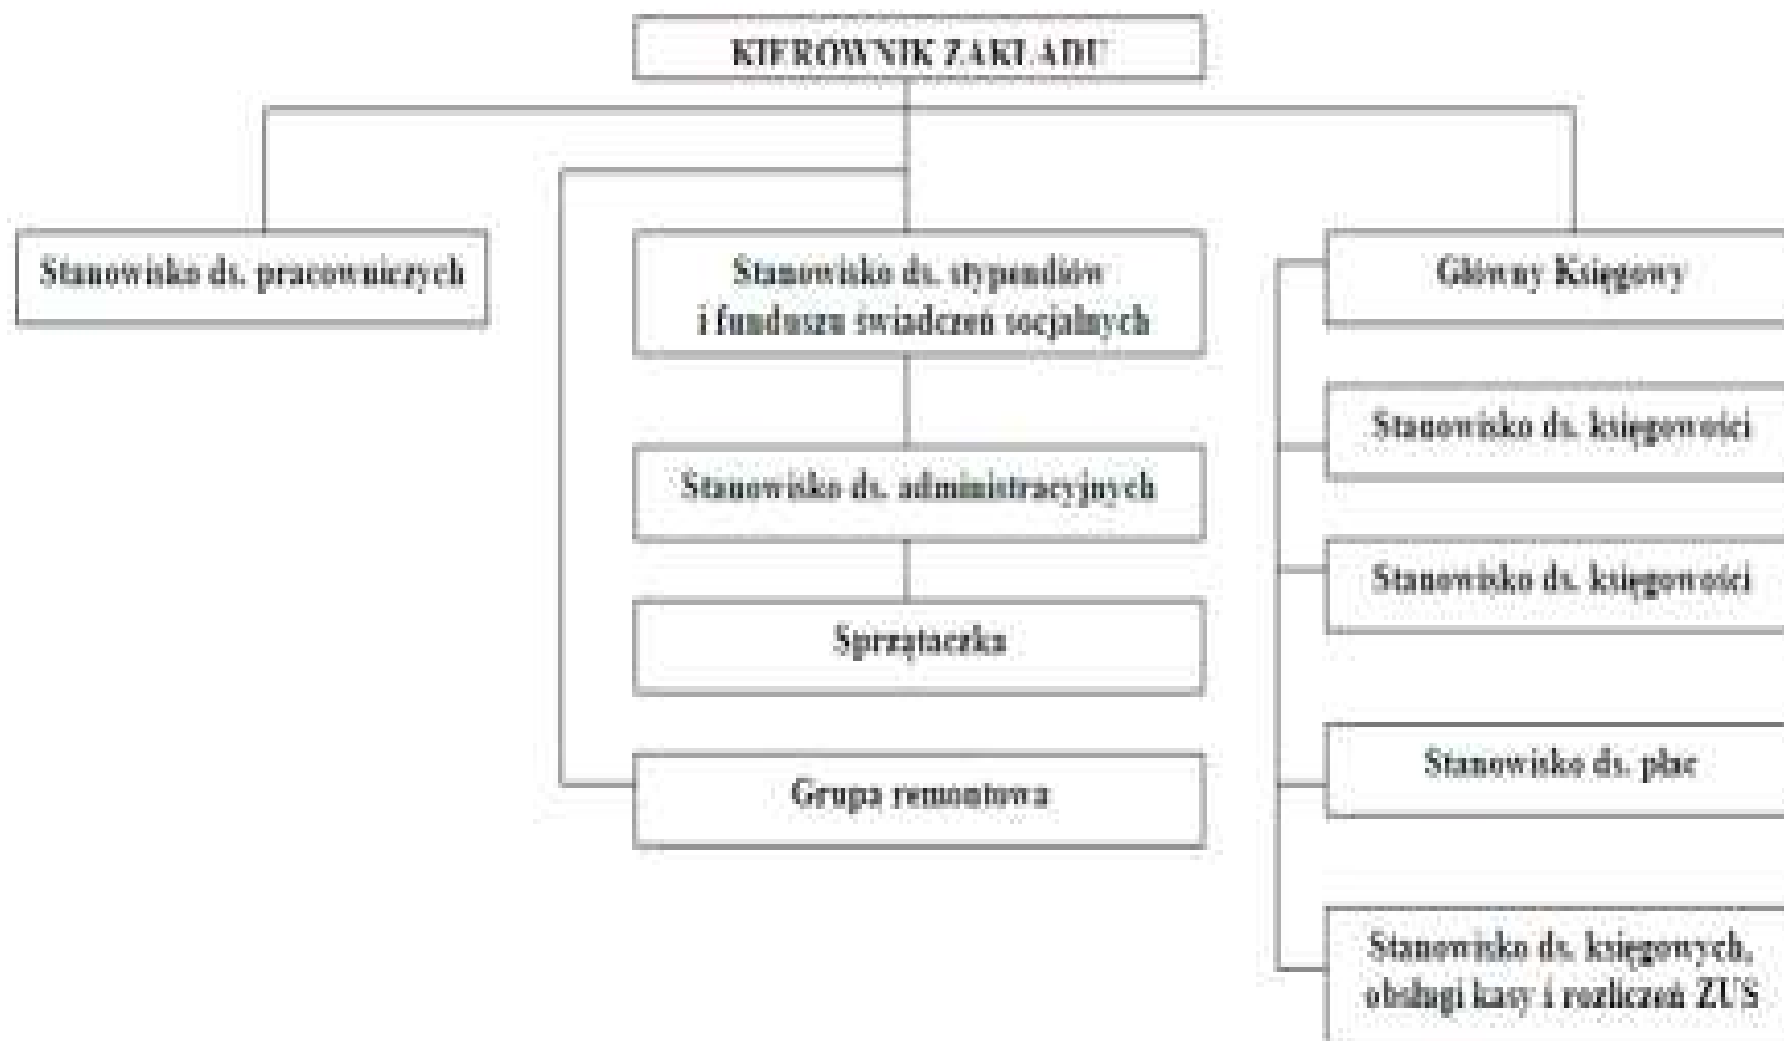 KIEROWNIK ZAKŁADU
Stanowisko ds. pracowniczych
Stanowisko ds. stypendiów
i funduszu świadczeń socjalnych
Stanowisko ds. administracyjnych
Sprzątaczka
Grupa remontowa
Główny Księgowy
Stanowisko ds. księgowości
Stanowisko ds. księgowości
Stanowisko ds. płac
Stanowisko ds. księgowych,
obsługi kasy i rozliczeń ZUS